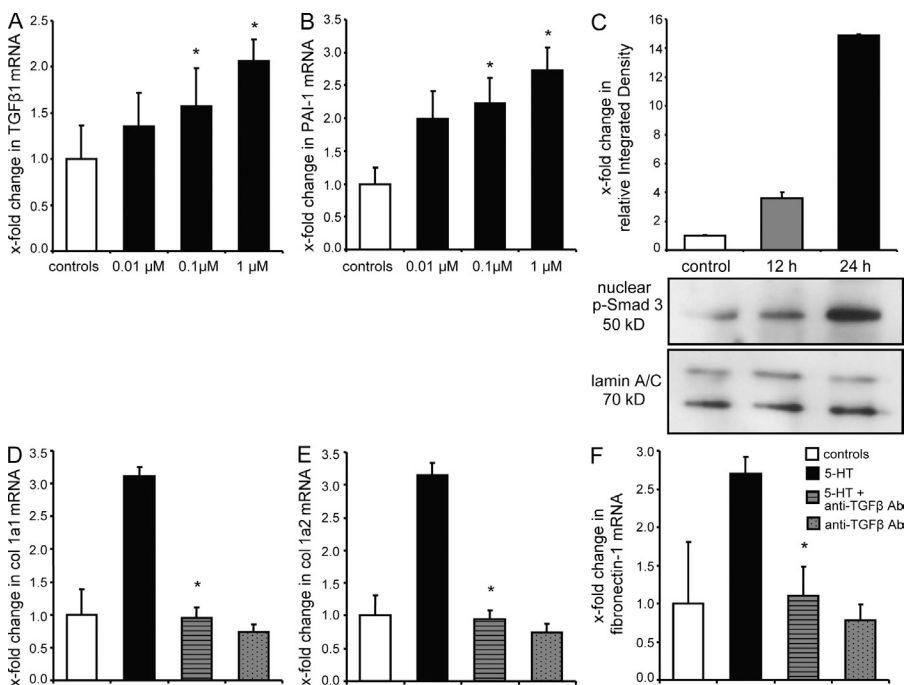 A
x-fold change in TGFβ1 mRNA
2.5
2.0
1.5
1.0
0.5
0.0
*
*
controls
0.01 µM
0.1µM
1 µM
B
x-fold change in PAI-1 mRNA
3.5
3.0
2.5
2.0
1.5
1.0
0.5
0.0
*
*
controls
0.01 µM
0.1µM
1 µM
C
x-fold change in
relative Integrated Density
16
14
12
10
8
6
4
2
0
control
12 h
24 h
nuclear
p-Smad 3
50 kD
lamin A/C
70 kD
D
x-fold change in col 1a1 mRNA
3.5
3.0
3.5
3.0
1.5
1.0
0.5
0.0
*
E
x-fold change in col 1a2 mRNA
3.5
3.0
3.5
3.0
1.5
1.0
0.5
0.0
*
F
x-fold change in
fibronectin-1 mRNA
3.0
2.5
2.0
1.5
1.0
0.5
0.0
*
controls
5-HT
5-HT +
anti-TGFβ Ab
anti-TGFβ Ab